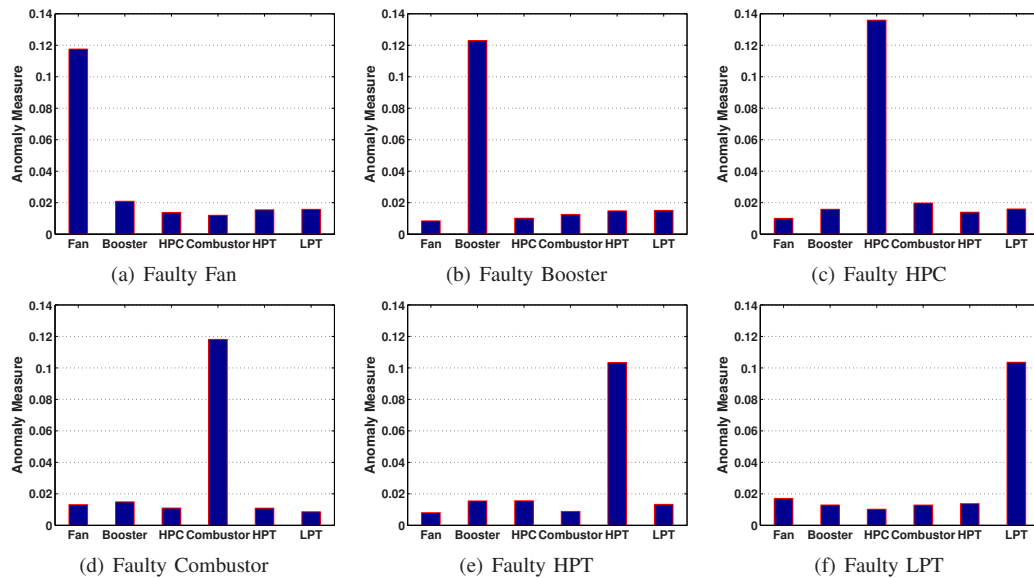 0.14
0.12
0.1
0.08
0.06
0.04
0.02
0
Anomaly Measure
Fan Booster HPC Combustor HPT LPT
(a) Faulty Fan
0.14
0.12
0.1
0.08
0.06
0.04
0.02
0
Anomaly Measure
Fan Booster HPC Combustor HPT LPT
(b) Faulty Booster
0.14
0.12
0.1
0.08
0.06
0.04
0.02
0
Anomaly Measure
Fan Booster HPC Combustor HPT LPT
(c) Faulty HPC
0.14
0.12
0.1
0.08
0.06
0.04
0.02
0
Anomaly Measure
Fan Booster HPC Combustor HPT LPT
(d) Faulty Combustor
0.14
0.12
0.1
0.08
0.06
0.04
0.02
0
Anomaly Measure
Fan Booster HPC Combustor HPT LPT
(e) Faulty HPT
0.14
0.12
0.1
0.08
0.06
0.04
0.02
0
Anomaly Measure
Fan Booster HPC Combustor HPT LPT
(f) Faulty LPT